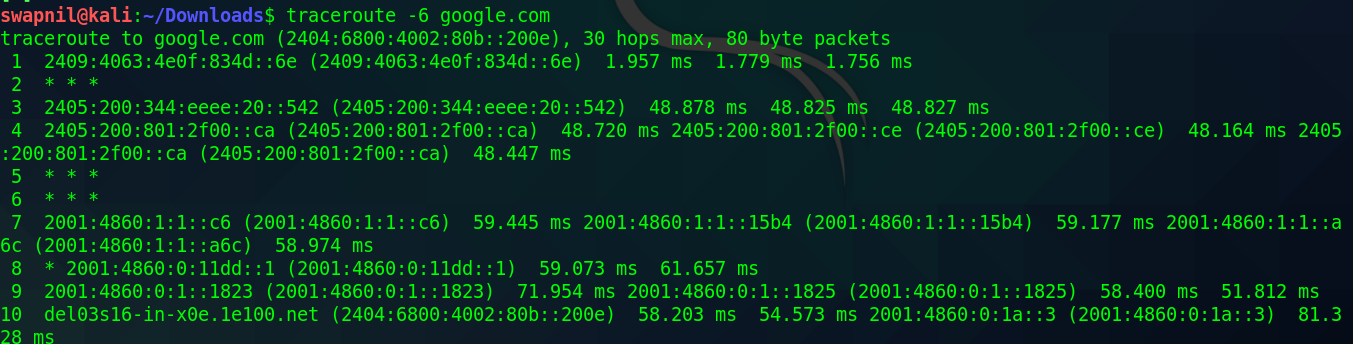 swapnil@kali:~/Downloads$ traceroute -6 google.com
traceroute to google.com (2404:6800:4002:80b::200e), 30 hops max, 80 byte packets
 1  2409:4063:4e0f:834d::6e (2409:4063:4e0f:834d::6e)  1.957 ms  1.779 ms  1.756 ms
 2  * * *
 3  2405:200:344:eeee:20::542 (2405:200:344:eeee:20::542)  48.878 ms  48.825 ms  48.827 ms
 4  2405:200:801:2f00::ca (2405:200:801:2f00::ca)  48.720 ms 2405:200:801:2f00::ce (2405:200:801:2f00::ce)  48.164 ms 2405
:200:801:2f00::ca (2405:200:801:2f00::ca)  48.447 ms
 5  * * *
 6  * * *
 7  2001:4860:1:1::c6 (2001:4860:1:1::c6)  59.445 ms 2001:4860:1:1::15b4 (2001:4860:1:1::15b4)  59.177 ms 2001:4860:1:1::a
6c (2001:4860:1:1::a6c)  58.974 ms
 8  * 2001:4860:0:11dd::1 (2001:4860:0:11dd::1)  59.073 ms  61.657 ms
 9  2001:4860:0:1::1823 (2001:4860:0:1::1823)  71.954 ms 2001:4860:0:1::1825 (2001:4860:0:1::1825)  58.400 ms  51.812 ms
10  del03s16-in-x0e.1e100.net (2404:6800:4002:80b::200e)  58.203 ms  54.573 ms 2001:4860:0:1a::3 (2001:4860:0:1a::3)  81.3
28 ms